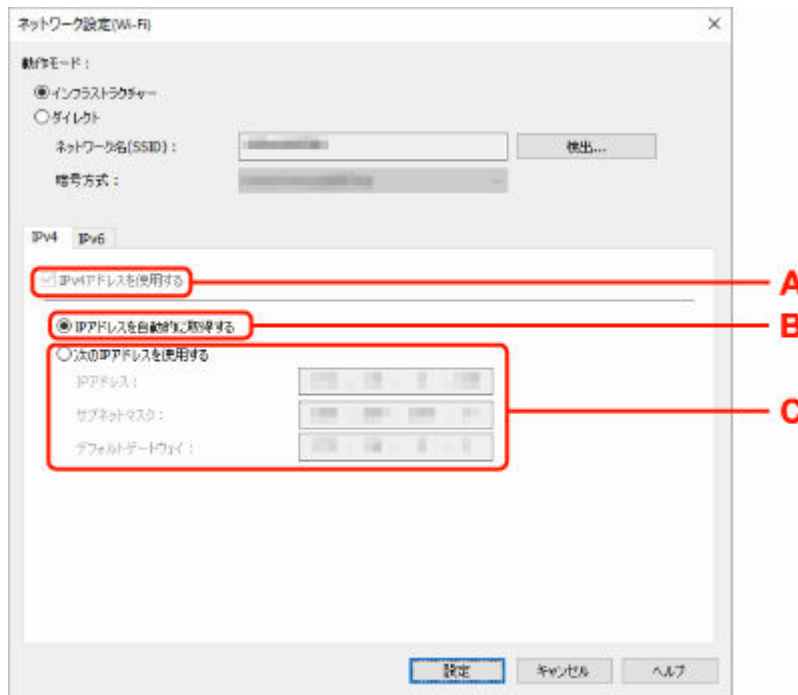 ネットワーク設定(Wi-Fi)
動作モード：
インフラストラクチャー
ダイレクト
ネットワーク名(SSID)：
検出...
暗号方式：
IPv4 IPv6
IPv4アドレスを使用する
A
IPアドレスを自動的に取得する
B
次のIPアドレスを使用する
IPアドレス：
サブネットマスク：
C
デフォルトゲートウェイ：
設定 キャンセル ヘルプ